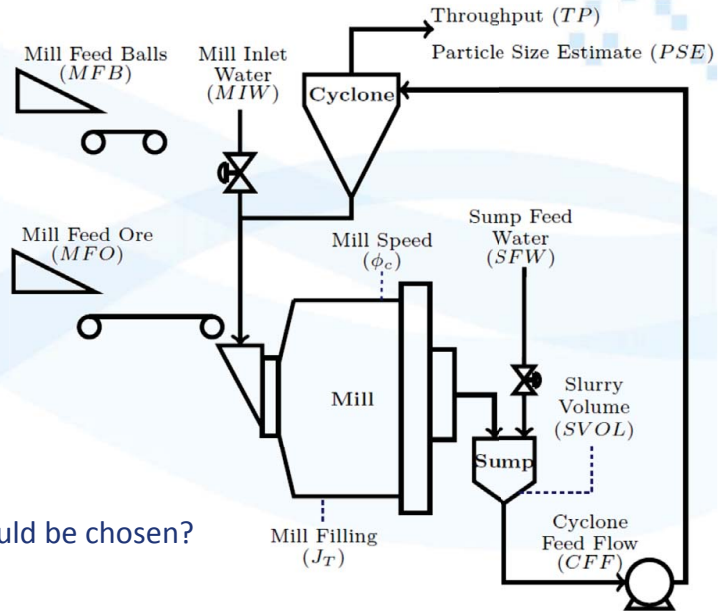 Throughput (TP)
Particle Size Estimate (PSE)
Mill Feed Balls
(MFB)
Mill Inlet
Water
(MIW)
Cyclone
Mill Feed Ore
(MFO)
Mill Speed
(ϕc)
Sump Feed
Water
(SFW)
Mill
Slurry
Volume
(SVOL)
Sump
uld be chosen?
Mill Filling
(JT)
Cyclone
Feed Flow
(CFF)